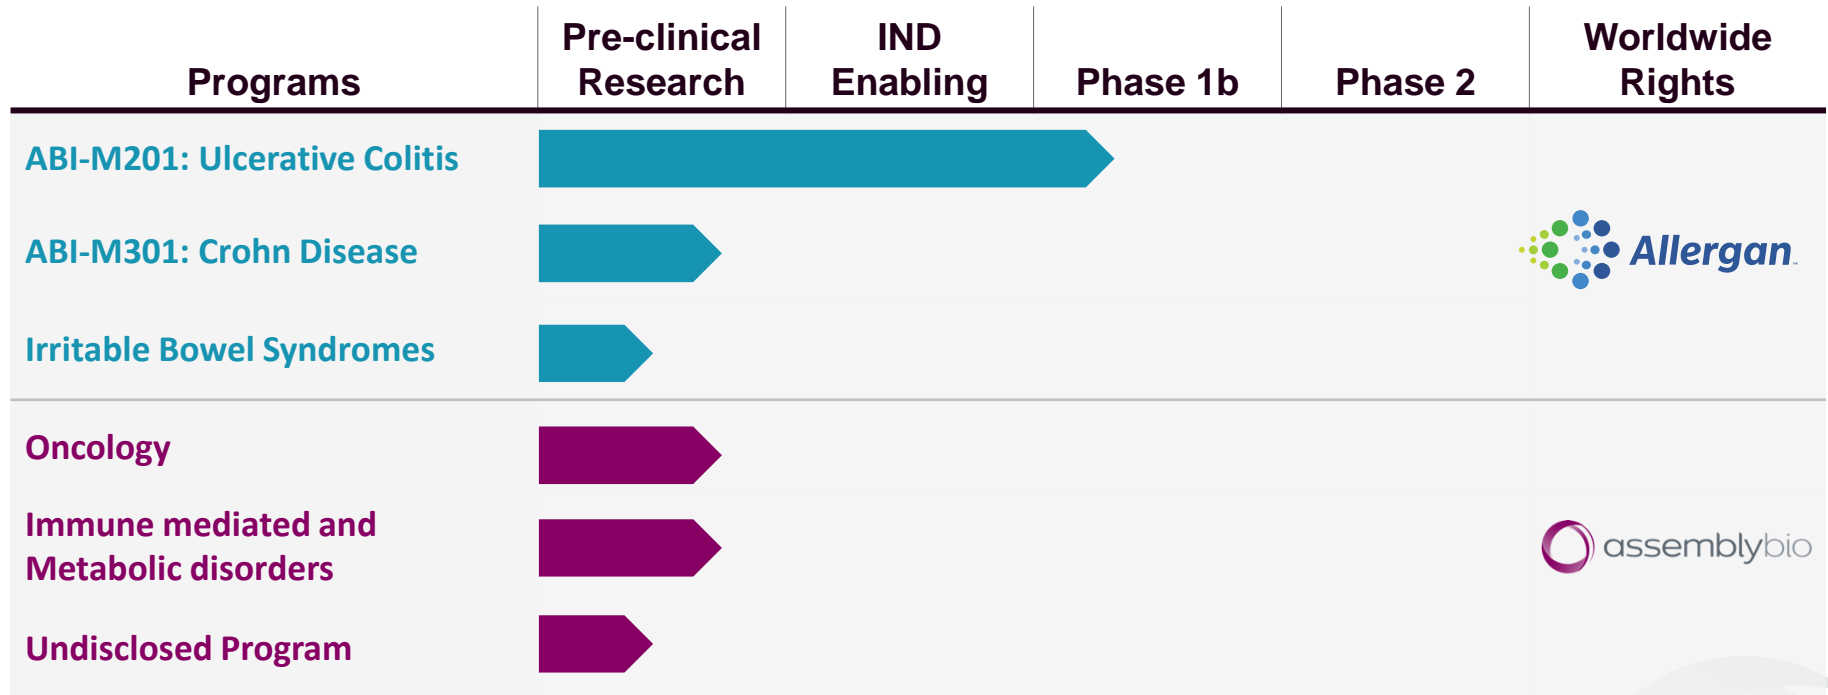 Programs
Pre-clinical
Research
IND
Enabling
Phase 1b
Phase 2
Worldwide
Rights
ABI-M201: Ulcerative Colitis
ABI-M301: Crohn Disease
Allergan™
Irritable Bowel Syndromes
Oncology
Immune mediated and
Metabolic disorders
assemblybio
Undisclosed Program